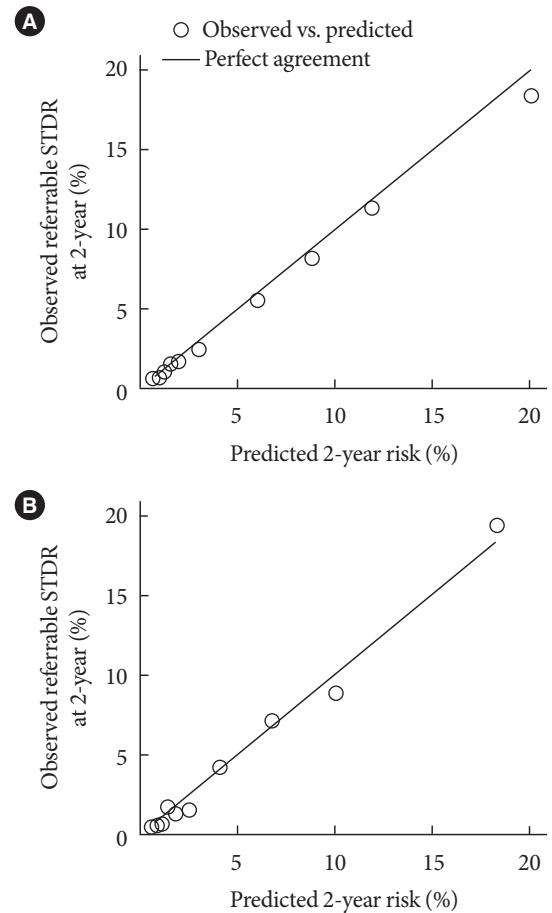 A
Observed vs. predicted
Perfect agreement
20
15
10
5
0
Observed referrable STDR
at 2-year (%)
5 10 15 20
Predicted 2-year risk (%)
B
20
15
10
5
0
Observed referrable STDR
at 2-year (%)
5 10 15 20
Predicted 2-year risk (%)